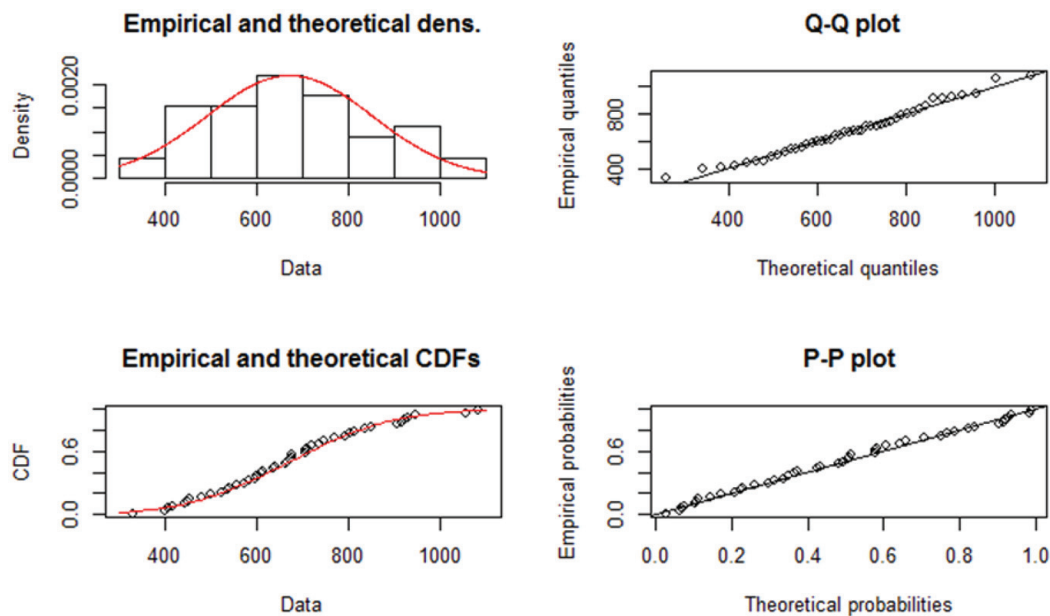 Empirical and theoretical dens.
Density
0.0000
0.0020
400 600 800 1000
Data
Q-Q plot
Empirical quantiles
400 800
400 600 800 1000
Theoretical quantiles
Empirical and theoretical CDFs
CDF
0.0 0.6
400 600 800 1000
Data
P-P plot
Empirical probabilities
0.0 0.6
0.0 0.2 0.4 0.6 0.8 1.0
Theoretical probabilities